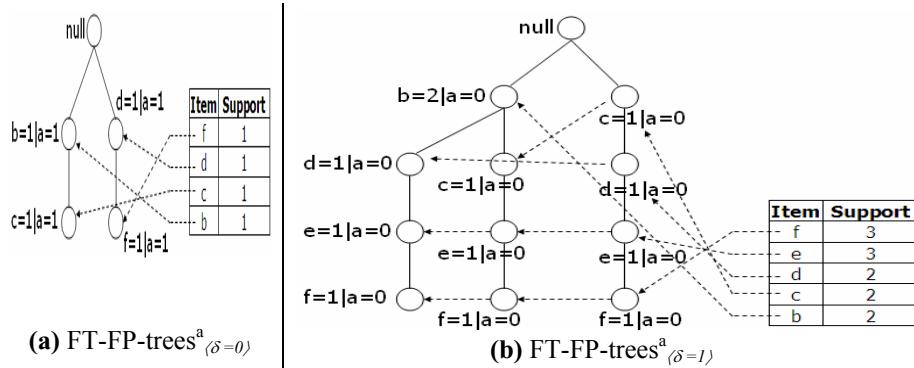 null
d=1|a=1
b=1|a=1
c=1|a=1
f=1|a=1
Item Support
f 1
d 1
c 1
b 1
(a) FT-FP-trees^a ⟨δ=0⟩
null
b=2|a=0
c=1|a=0
d=1|a=0
c=1|a=0
d=1|a=0
e=1|a=0
e=1|a=0
e=1|a=0
f=1|a=0
f=1|a=0
f=1|a=0
Item Support
f 3
e 3
d 2
c 2
b 2
(b) FT-FP-trees^a ⟨δ=1⟩